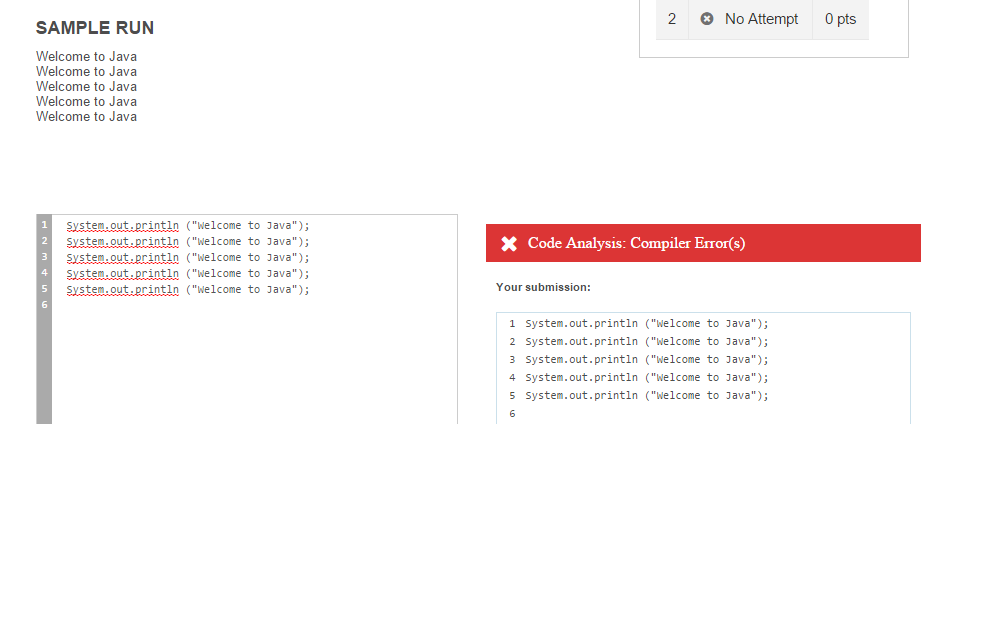 SAMPLE RUN
Welcome to Java
Welcome to Java
Welcome to Java
Welcome to Java
Welcome to Java
2 No Attempt 0 pts
1 System.out.println ("Welcome to Java");
2 System.out.println ("Welcome to Java");
3 System.out.println ("Welcome to Java");
4 System.out.println ("Welcome to Java");
5 System.out.println ("Welcome to Java");
6
Code Analysis: Compiler Error(s)
Your submission:
1 System.out.println ("Welcome to Java");
2 System.out.println ("Welcome to Java");
3 System.out.println ("Welcome to Java");
4 System.out.println ("Welcome to Java");
5 System.out.println ("Welcome to Java");
6